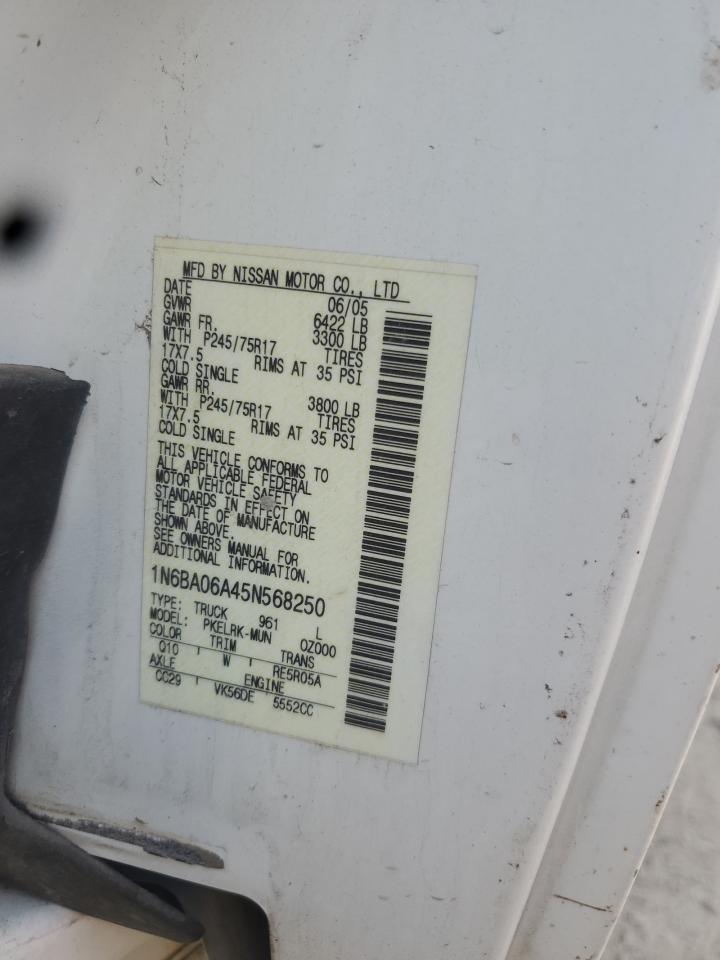 MFD BY NISSAN MOTOR CO., LTD
DATE 06/05
GVWR 6422 LB
GAWR FR. 3300 LB
WITH P245/75R17 TIRES
17X7.5 RIMS AT 35 PSI
COLD SINGLE
GAWR RR. 3800 LB
WITH P245/75R17 TIRES
17X7.5 RIMS AT 35 PSI
COLD SINGLE
THIS VEHICLE CONFORMS TO
ALL APPLICABLE FEDERAL
MOTOR VEHICLE SAFETY
STANDARDS IN EFFECT ON
THE DATE OF MANUFACTURE
SHOWN ABOVE.
SEE OWNERS MANUAL FOR
ADDITIONAL INFORMATION.
1N6BA06A45N568250
TYPE: TRUCK 961 L
MODEL: PKELRK-MUN 0Z000
COLOR TRIM TRANS
Q10 W RE5R05A
AXLE ENGINE
CC29 VK56DE 5552CC